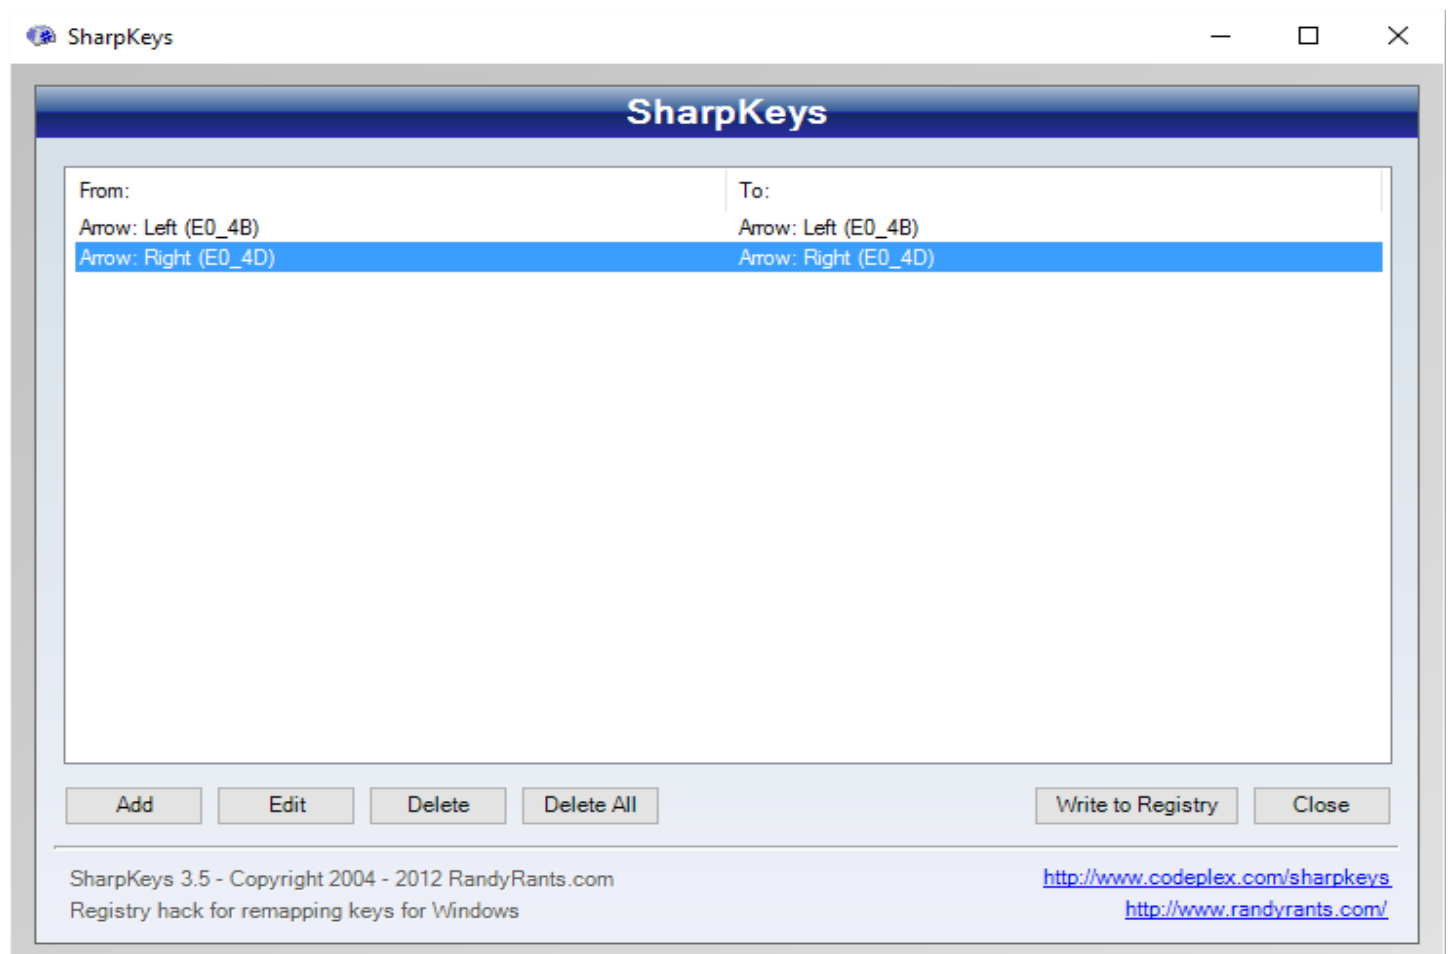 SharpKeys
SharpKeys
From: To:
Arrow: Left (E0_4B) Arrow: Left (E0_4B)
Arrow: Right (E0_4D) Arrow: Right (E0_4D)
Add Edit Delete Delete All Write to Registry Close
SharpKeys 3.5 - Copyright 2004 - 2012 RandyRants.com http://www.codeplex.com/sharpkeys
Registry hack for remapping keys for Windows http://www.randyrants.com/